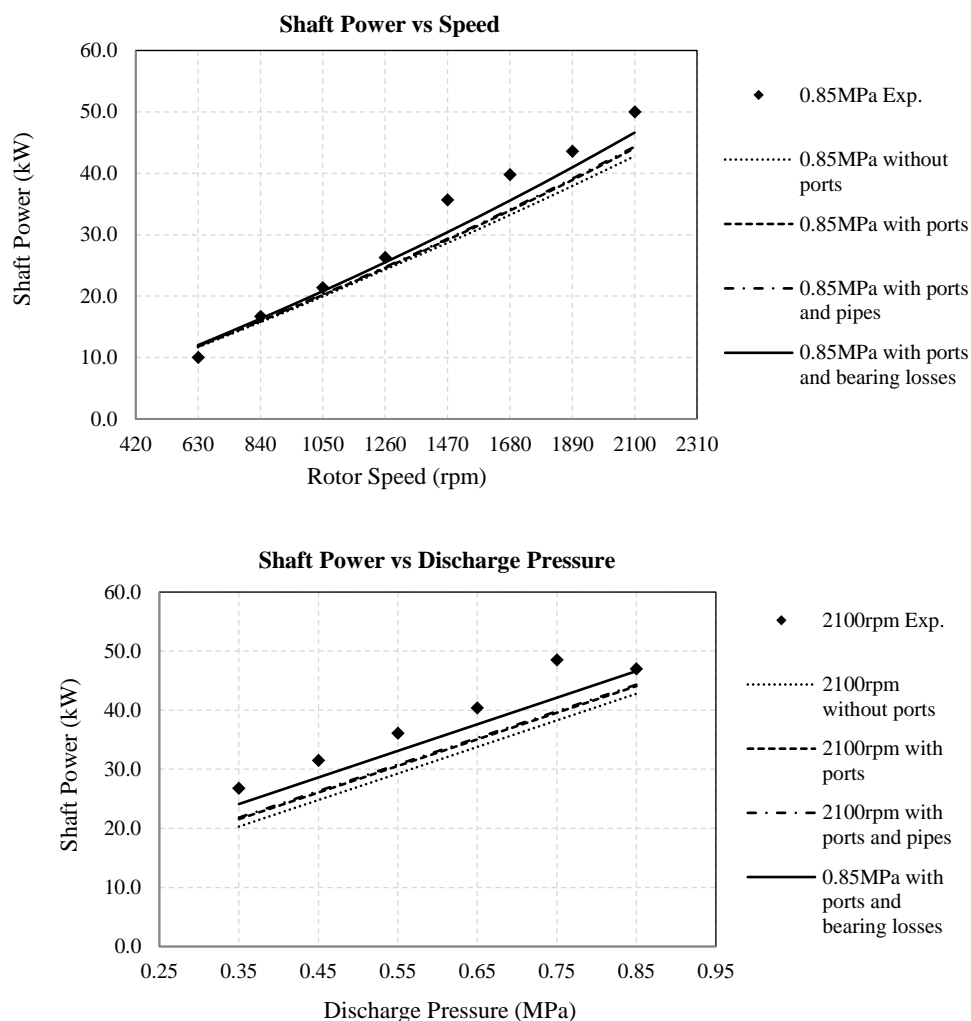 Shaft Power vs Speed
60.0
50.0
40.0
30.0
20.0
10.0
0.0
Shaft Power (kW)
420 630 840 1050 1260 1470 1680 1890 2100 2310
Rotor Speed (rpm)
0.85MPa Exp.
0.85MPa without
ports
0.85MPa with ports
0.85MPa with ports
and pipes
0.85MPa with ports
and bearing losses
Shaft Power vs Discharge Pressure
60.0
50.0
40.0
30.0
20.0
10.0
0.0
Shaft Power (kW)
0.25 0.35 0.45 0.55 0.65 0.75 0.85 0.95
Discharge Pressure (MPa)
2100rpm Exp.
2100rpm
without ports
2100rpm with
ports
2100rpm with
ports and pipes
0.85MPa with
ports and
bearing losses